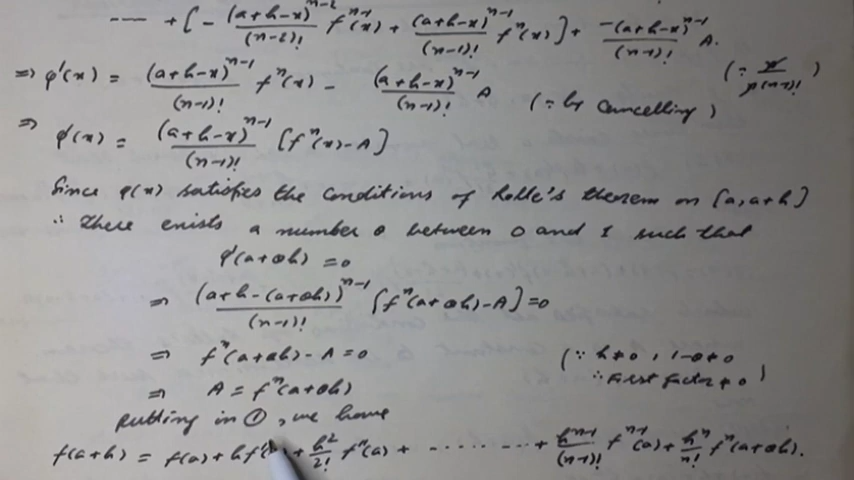 ---- + [- (a+h-x)^{n-2}/(n-2)! f^{n-1}(x) + (a+h-x)^{n-1}/(n-1)! f^n(x)] + -(a+h-x)^{n-1}/(n-1)! A.
⇒ φ'(x) = (a+h-x)^{n-1}/(n-1)! f^n(x) - (a+h-x)^{n-1}/(n-1)! A (∵ n/n(n-1)!)
(∵ by Cancelling)
⇒ φ'(x) = (a+h-x)^{n-1}/(n-1)! [f^n(x)-A]
Since φ(x) satisfies the conditions of Rolle's theorem on [a, a+h]
∴ There exists a number θ between 0 and 1 such that
φ'(a+θh) = 0
⇒ (a+h-(a+θh))^{n-1}/(n-1)! [f^n(a+θh)-A] = 0
⇒ f^n(a+θh)-A = 0 (∵ h≠0, 1-θ≠0
⇒ A = f^n(a+θh) ∴ First factor ≠ 0)
putting in ①, we have
f(a+h) = f(a) + hf' + h^2/2! f"(a) + ········ + h^{n-1}/(n-1)! f^{n-1}(a) + h^n/n! f^n(a+θh).